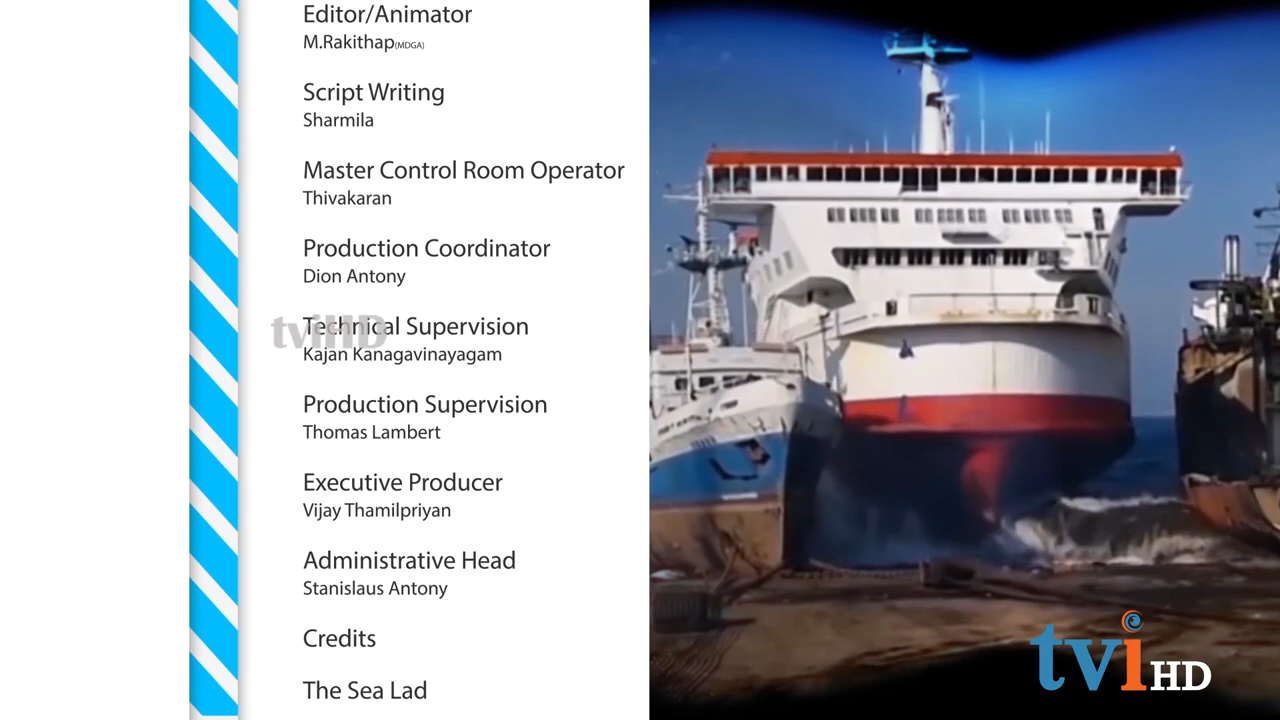 Editor/Animator
M.Rakithap(MDGA)
Script Writing
Sharmila
Master Control Room Operator
Thivakaran
Production Coordinator
Dion Antony
tviHD
Technical Supervision
Kajan Kanagavinayagam
Production Supervision
Thomas Lambert
Executive Producer
Vijay Thamilpriyan
Administrative Head
Stanislaus Antony
Credits
The Sea Lad
tvi HD